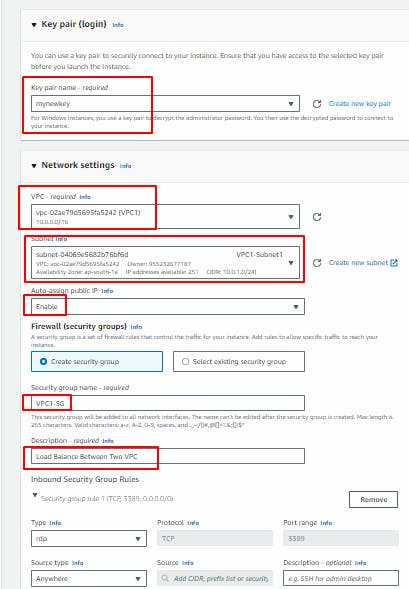 Key pair (login) Info
You can use a key pair to securely connect to your instance. Ensure that you have access to the selected key pair
before you launch the instance.
Key pair name - required
mynewkey
Create new key pair
For Windows instances, you use a key pair to decrypt the administrator password. You then use the decrypted password to connect to
your instance.
Network settings Info
VPC - required Info
vpc-02ae79d5695fa5242 (VPC1)
10.0.0.0/16
Subnet Info
subnet-04069e5682b76bf6d VPC1-Subnet1
VPC: vpc-02ae79d5695fa5242 Owner: 955232677187
Availability Zone: ap-south-1a IP addresses available: 251 CIDR: 10.0.1.0/24)
Create new subnet
Auto-assign public IP Info
Enable
Firewall (security groups) Info
A security group is a set of firewall rules that control the traffic for your instance. Add rules to allow specific traffic to reach your
instance.
Create security group
Select existing security group
Security group name - required
VPC1-SG
This security group will be added to all network interfaces. The name can't be edited after the security group is created. Max length is
255 characters. Valid characters: a-z, A-Z, 0-9, spaces, and
Description - required Info
Load Balance Between Two VPC
Inbound Security Group Rules
Security group rule 1 (TCP, 3389, 0.0.0.0/0)
Remove
Type Info Protocol Info Port range Info
rdp TCP 3389
Source type Info Source Info Description - optional Info
Anywhere Add CIDR, prefix list or security e.g. SSH for admin desktop